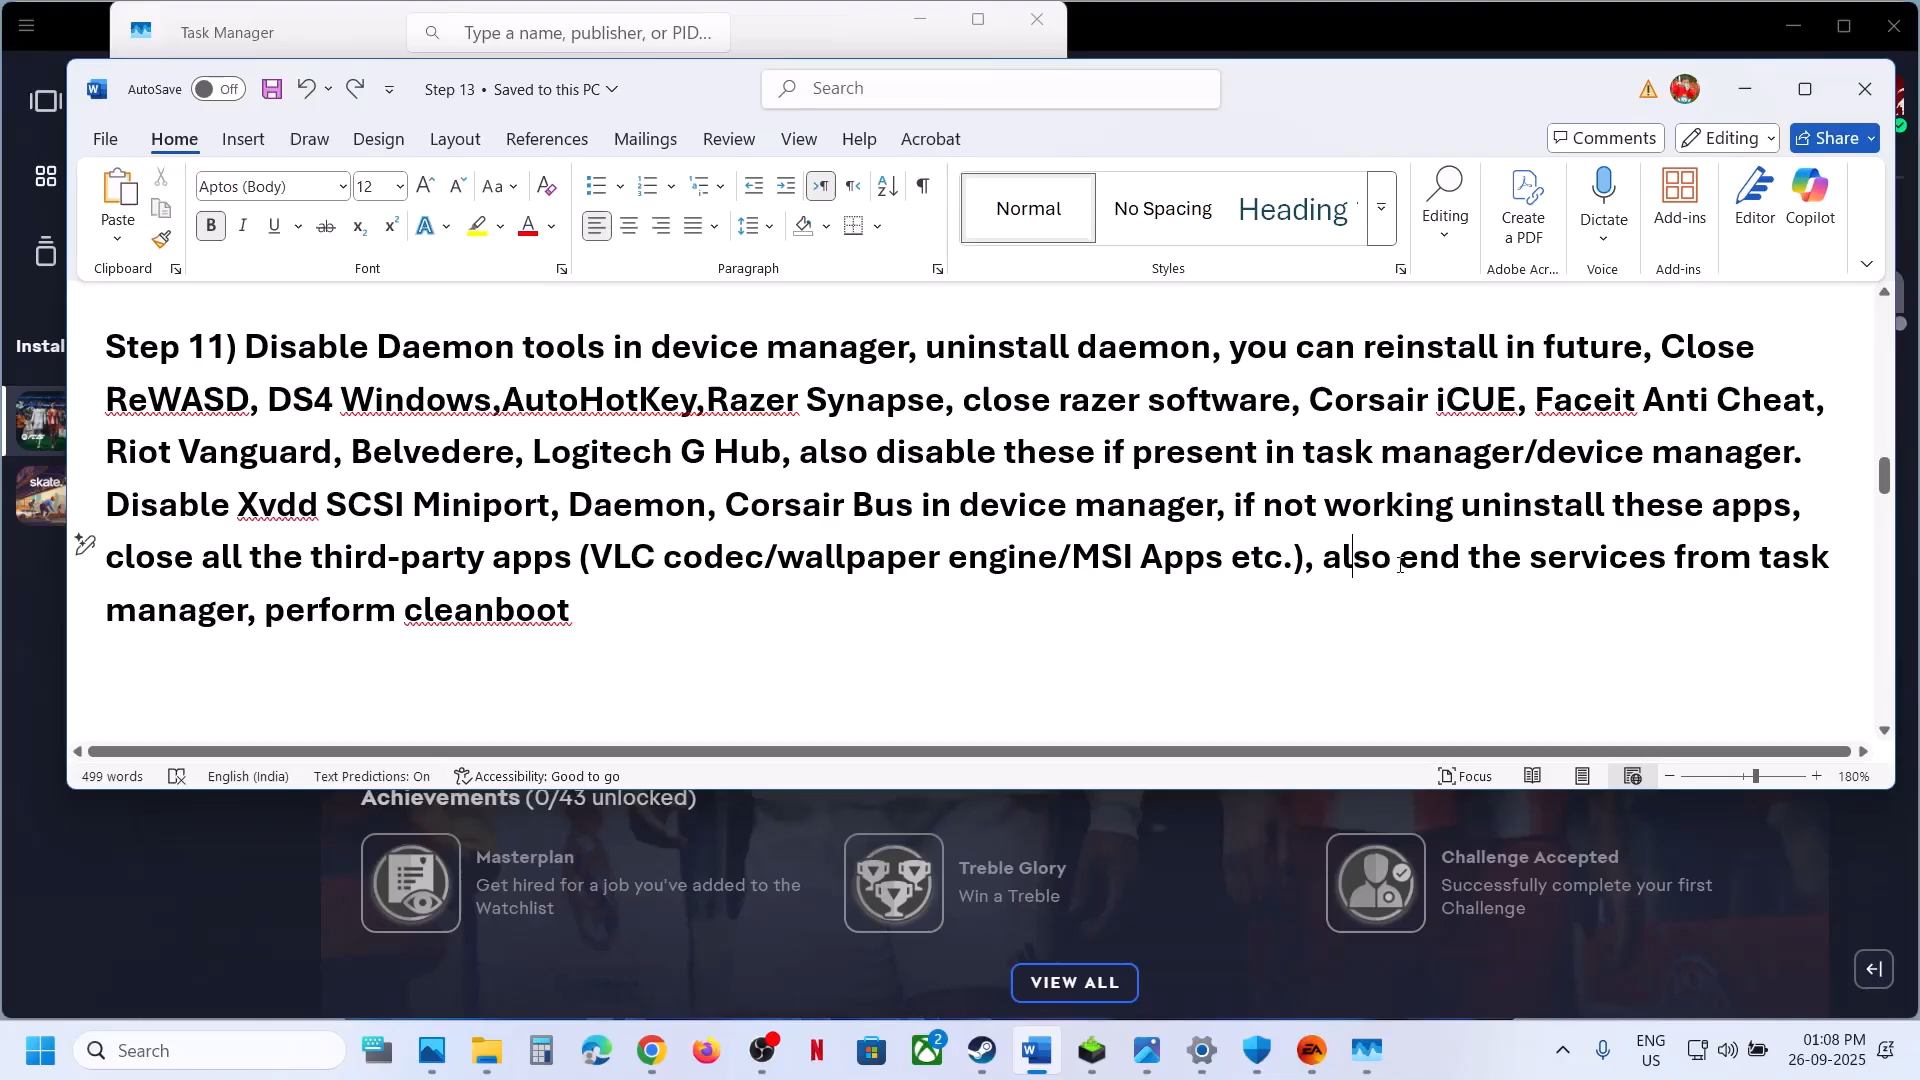 Task Manager
Type a name, publisher, or PID...
AutoSave
Off
Step 13 • Saved to this PC
Search
File
Home
Insert
Draw
Design
Layout
References
Mailings
Review
View
Help
Acrobat
Comments
Editing
Share
Paste
Aptos (Body)
12
Clipboard
Font
Paragraph
Normal
No Spacing
Heading
Styles
Editing
Create
a PDF
Adobe Acr...
Dictate
Voice
Add-ins
Add-ins
Editor
Copilot
Instal
skate.
Step 11) Disable Daemon tools in device manager, uninstall daemon, you can reinstall in future, Close
ReWASD, DS4 Windows,AutoHotKey,Razer Synapse, close razer software, Corsair iCUE, Faceit Anti Cheat,
Riot Vanguard, Belvedere, Logitech G Hub, also disable these if present in task manager/device manager.
Disable Xvdd SCSI Miniport, Daemon, Corsair Bus in device manager, if not working uninstall these apps,
close all the third-party apps (VLC codec/wallpaper engine/MSI Apps etc.), also end the services from task
manager, perform cleanboot
499 words
English (India)
Text Predictions: On
Accessibility: Good to go
Focus
180%
Achievements (0/43 unlocked)
Masterplan
Get hired for a job you've added to the
Watchlist
Treble Glory
Win a Treble
Challenge Accepted
Successfully complete your first
Challenge
VIEW ALL
Search
2
ENG
US
01:08 PM
26-09-2025